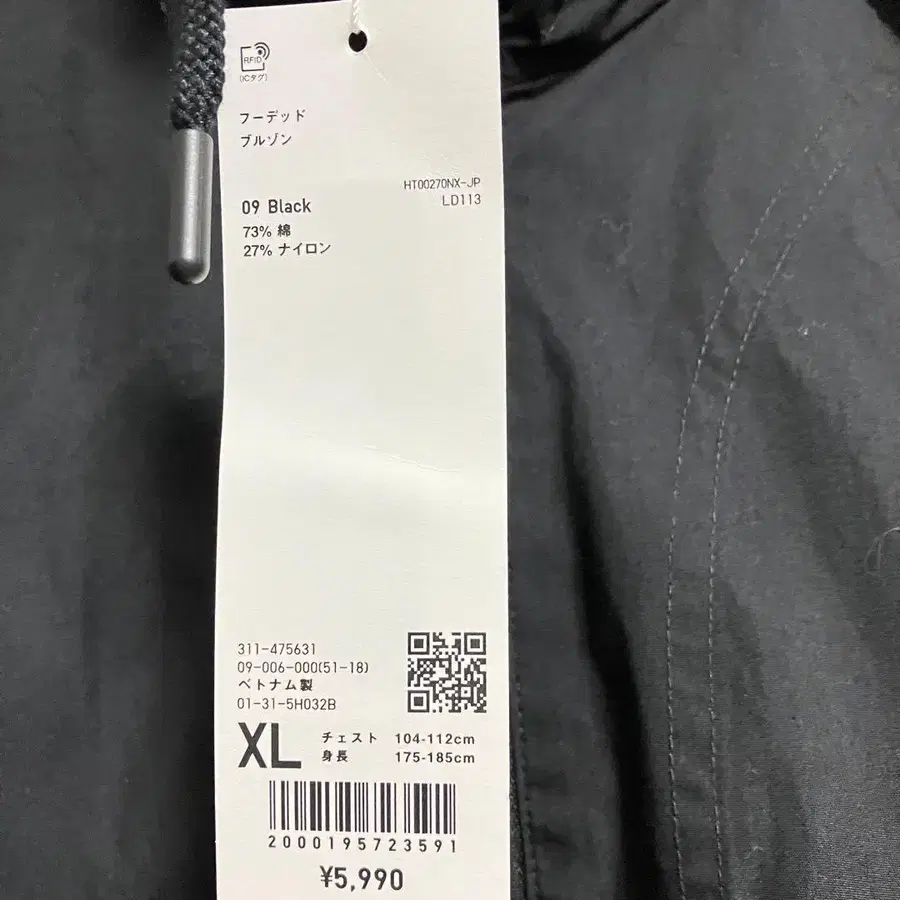 RFID
(ICタグ)
フーデッド
ブルゾン
HT00270NX-JP
LD113
09 Black
73% 綿
27% ナイロン
311-475631
09-006-000(51-18)
ベトナム製
01-31-5H032B
XL チェスト 104-112cm
身長 175-185cm
2000195723591
¥5,990